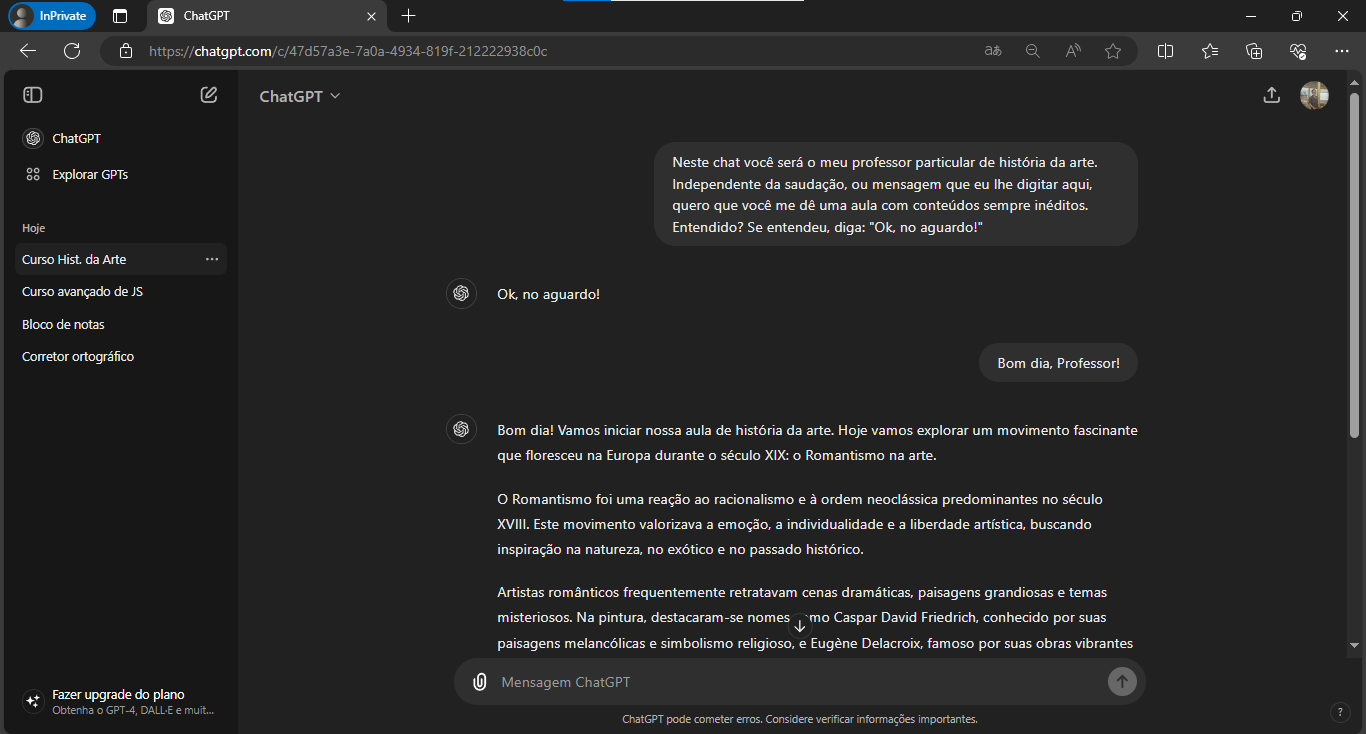 InPrivate
ChatGPT
https://chatgpt.com/c/47d57a3e-7a0a-4934-819f-212222938c0c
aあ
ChatGPT
Explorar GPTs
Hoje
Curso Hist. da Arte
Curso avançado de JS
Bloco de notas
Corretor ortográfico
Fazer upgrade do plano
Obtenha o GPT-4, DALL·E e muit...
ChatGPT
Neste chat você será o meu professor particular de história da arte.
Independente da saudação, ou mensagem que eu lhe digitar aqui,
quero que você me dê uma aula com conteúdos sempre inéditos.
Entendido? Se entendeu, diga: "Ok, no aguardo!"
Ok, no aguardo!
Bom dia, Professor!
Bom dia! Vamos iniciar nossa aula de história da arte. Hoje vamos explorar um movimento fascinante
que floresceu na Europa durante o século XIX: o Romantismo na arte.
O Romantismo foi uma reação ao racionalismo e à ordem neoclássica predominantes no século
XVIII. Este movimento valorizava a emoção, a individualidade e a liberdade artística, buscando
inspiração na natureza, no exótico e no passado histórico.
Artistas românticos frequentemente retratavam cenas dramáticas, paisagens grandiosas e temas
misteriosos. Na pintura, destacaram-se nomes mo Caspar David Friedrich, conhecido por suas
paisagens melancólicas e simbolismo religioso, e Eugène Delacroix, famoso por suas obras vibrantes
Mensagem ChatGPT
ChatGPT pode cometer erros. Considere verificar informações importantes.
?